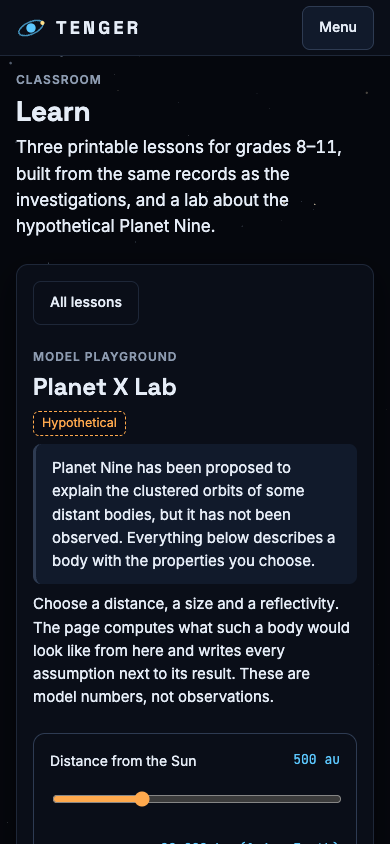 TENGER
Menu
CLASSROOM
Learn
Three printable lessons for grades 8–11,
built from the same records as the
investigations, and a lab about the
hypothetical Planet Nine.
All lessons
MODEL PLAYGROUND
Planet X Lab
Hypothetical
Planet Nine has been proposed to
explain the clustered orbits of some
distant bodies, but it has not been
observed. Everything below describes a
body with the properties you choose.
Choose a distance, a size and a reflectivity.
The page computes what such a body would
look like from here and writes every
assumption next to its result. These are
model numbers, not observations.
Distance from the Sun
500 au